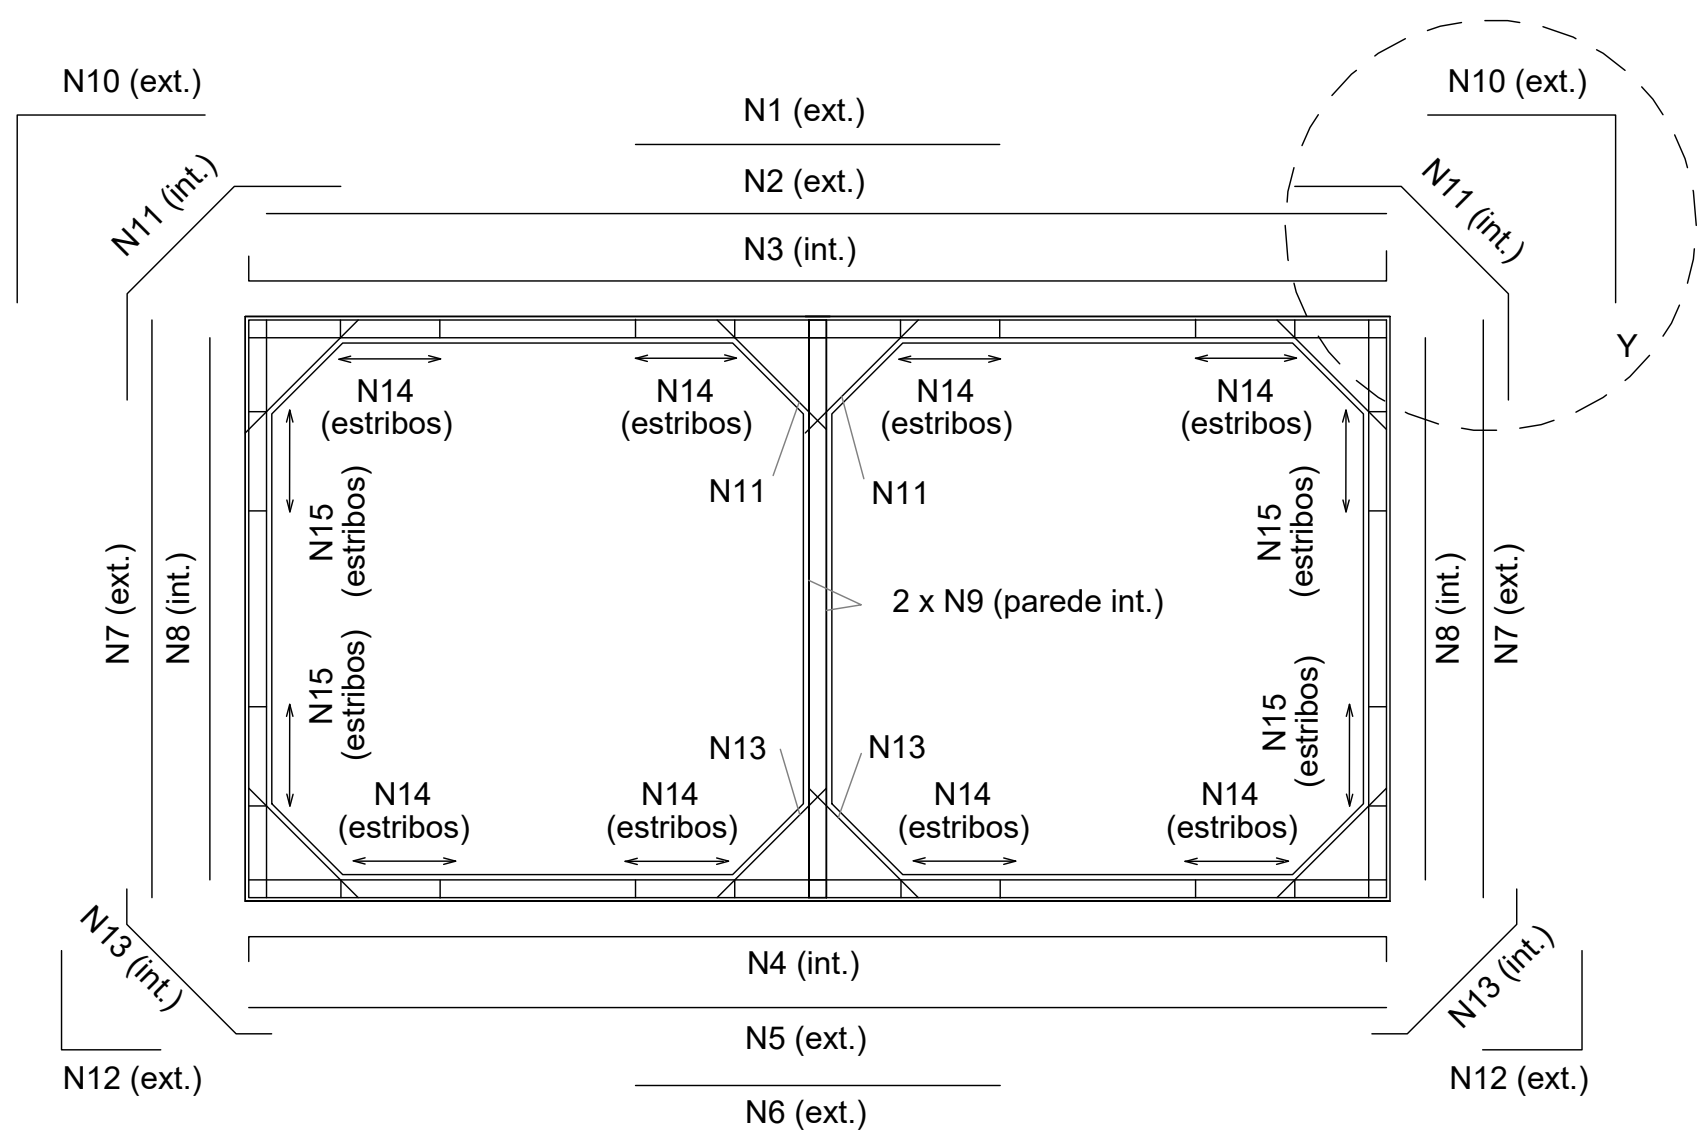 N10 (ext.)
N10 (ext.)
N1 (ext.)
N11 (int.)
N2 (ext.)
N11 (int.)
N3 (int.)
Y
N14
(estribos)
N14
(estribos)
N14
(estribos)
N14
(estribos)
N11
N11
N15
(estribos)
N15
(estribos)
N7 (ext.)
N8 (int.)
2 x N9 (parede int.)
N8 (int.)
N7 (ext.)
N15
(estribos)
N15
(estribos)
N13
N13
N14
(estribos)
N14
(estribos)
N14
(estribos)
N14
(estribos)
N13 (int.)
N4 (int.)
N13 (int.)
N5 (ext.)
N12 (ext.)
N12 (ext.)
N6 (ext.)